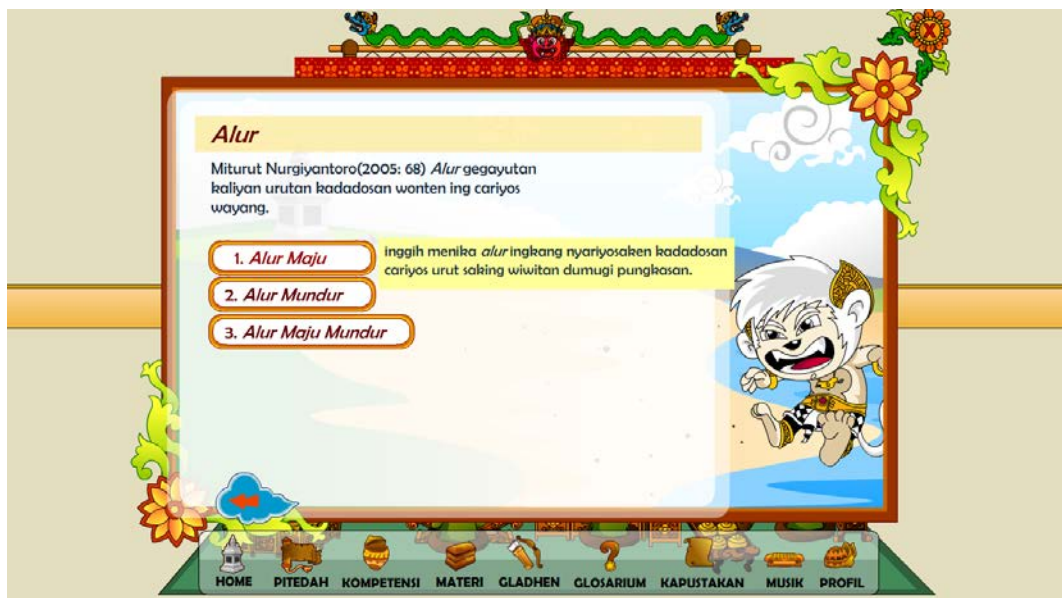 X
Alur
Miturut Nurgiyantoro(2005: 68) Alur gegayutan
kaliyan urutan kadadosan wonten ing cariyos
wayang.
1. Alur Maju
inggih menika alur ingkang nyariyosaken kadadosan
cariyos urut saking wiwitan dumugi pungkasan.
2. Alur Mundur
3. Alur Maju Mundur
HOME PITEDAH KOMPETENSI MATERI GLADHEN GLOSARIUM KAPUSTAKAN MUSIK PROFIL